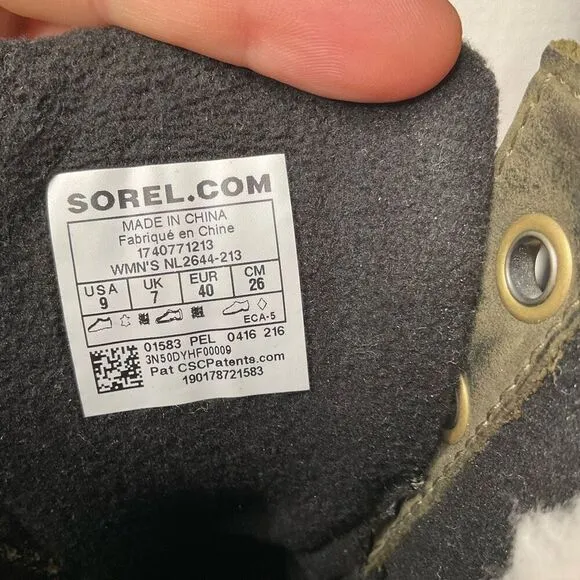 SOREL.COM
MADE IN CHINA
Fabriqué en Chine
1740771213
WMN'S NL2644-213
USA UK EUR CM
9 7 40 26
ECA-5
01583 PEL 0416 216
3N50DYHF00009
Pat CSCPatents.com
190178721583